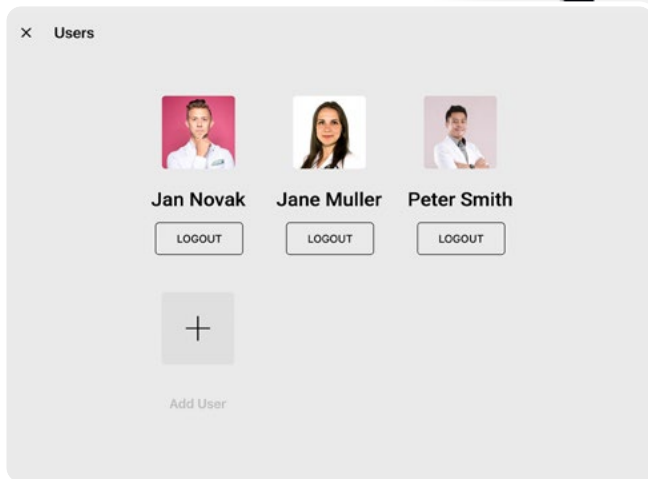 Users
Jan Novak Jane Muller Peter Smith
LOGOUT LOGOUT LOGOUT
Add User